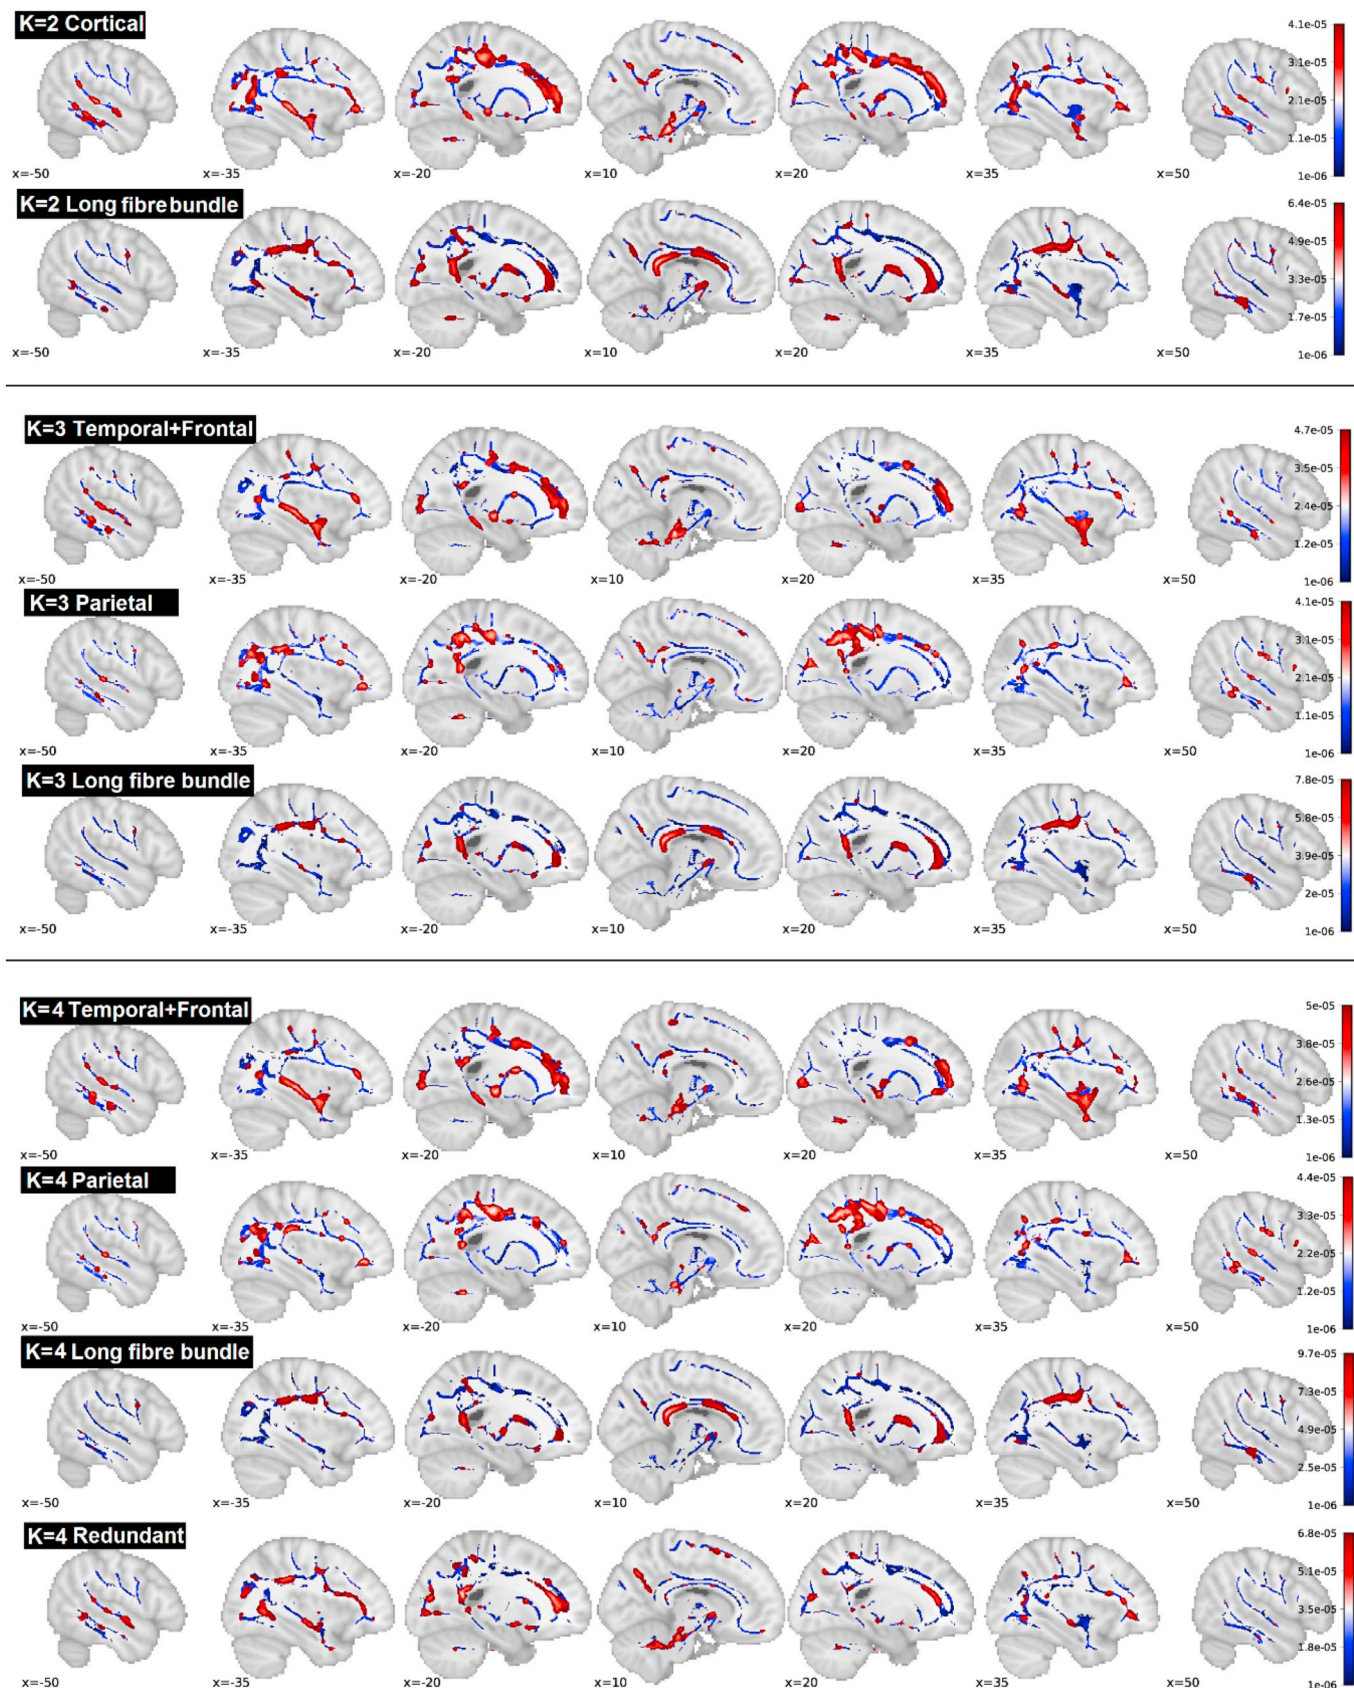 K=2 Cortical
4.1e-05
3.1e-05
2.1e-05
1.1e-05
1e-06
x=-50 x=-35 x=-20 x=10 x=20 x=35 x=50
K=2 Long fibre bundle
6.4e-05
4.9e-05
3.3e-05
1.7e-05
1e-06
x=-50 x=-35 x=-20 x=10 x=20 x=35 x=50
K=3 Temporal+Frontal
4.7e-05
3.5e-05
2.4e-05
1.2e-05
1e-06
x=-50 x=-35 x=-20 x=10 x=20 x=35 x=50
K=3 Parietal
4.1e-05
3.1e-05
2.1e-05
1.1e-05
1e-06
x=-50 x=-35 x=-20 x=10 x=20 x=35 x=50
K=3 Long fibre bundle
7.8e-05
5.8e-05
3.9e-05
2e-05
1e-06
x=-50 x=-35 x=-20 x=10 x=20 x=35 x=50
K=4 Temporal+Frontal
5e-05
3.8e-05
2.6e-05
1.3e-05
1e-06
x=-50 x=-35 x=-20 x=10 x=20 x=35 x=50
K=4 Parietal
4.4e-05
3.3e-05
2.2e-05
1.2e-05
1e-06
x=-50 x=-35 x=-20 x=10 x=20 x=35 x=50
K=4 Long fibre bundle
9.7e-05
7.3e-05
4.9e-05
2.5e-05
1e-06
x=-50 x=-35 x=-20 x=10 x=20 x=35 x=50
K=4 Redundant
6.8e-05
5.1e-05
3.5e-05
1.8e-05
1e-06
x=-50 x=-35 x=-20 x=10 x=20 x=35 x=50